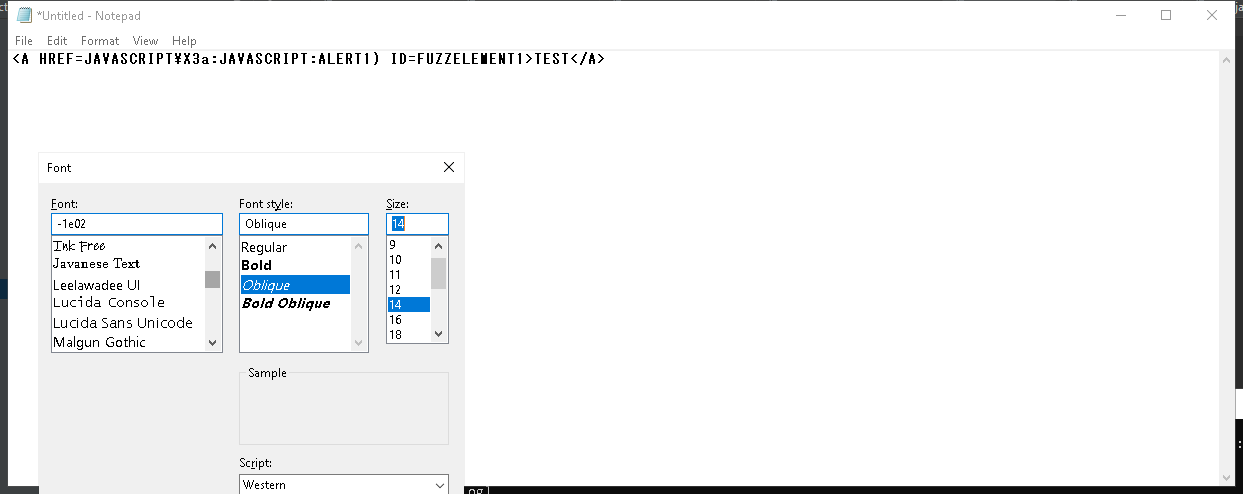 *Untitled - Notepad
File Edit Format View Help
<A HREF=JAVASCRIPT¥X3a:JAVASCRIPT:ALERT1) ID=FUZZELEMENT1>TEST</A>
Font
Font: Font style: Size:
-1e02 Oblique 14
Ink Free
Javanese Text
Leelawadee UI
Lucida Console
Lucida Sans Unicode
Malgun Gothic
Regular
Bold
Oblique
Bold Oblique
9
10
11
12
14
16
18
Sample
Script:
Western